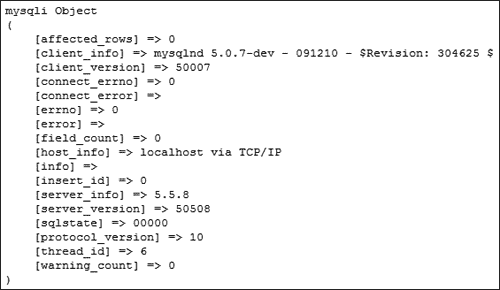 mysqli Object
(
    [affected_rows] => 0
    [client_info] => mysqlnd 5.0.7-dev - 091210 - $Revision: 304625 $
    [client_version] => 50007
    [connect_errno] => 0
    [connect_error] =>
    [errno] => 0
    [error] =>
    [field_count] => 0
    [host_info] => localhost via TCP/IP
    [info] =>
    [insert_id] => 0
    [server_info] => 5.5.8
    [server_version] => 50508
    [sqlstate] => 00000
    [protocol_version] => 10
    [thread_id] => 6
    [warning_count] => 0
)